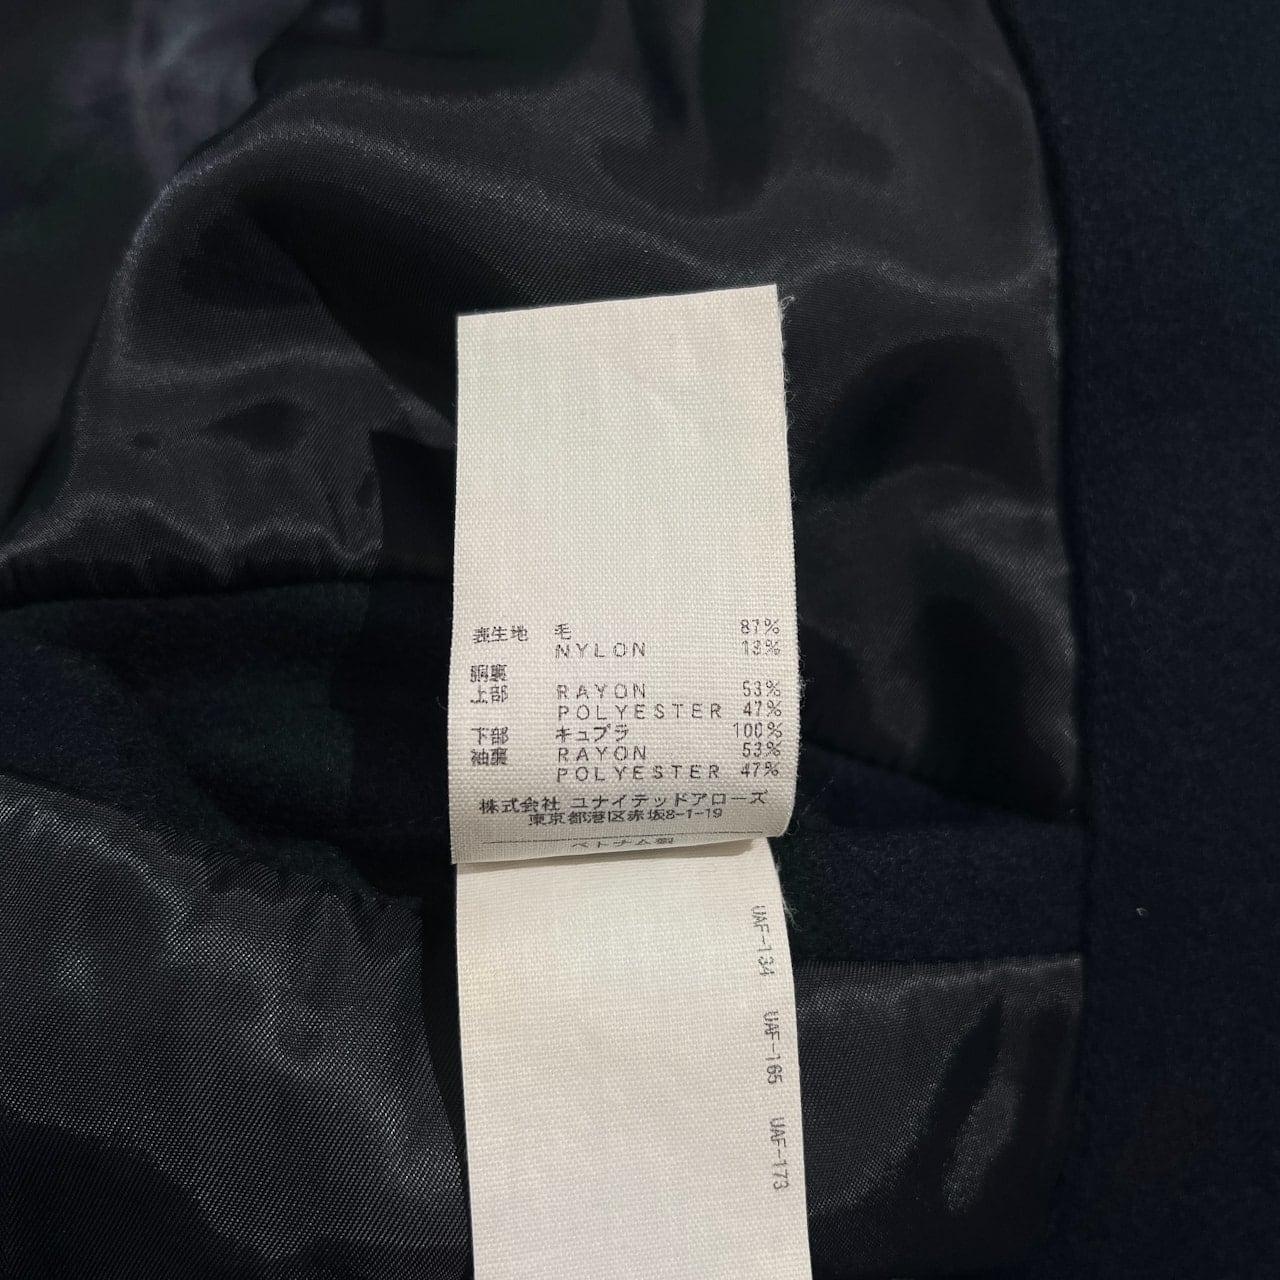 表生地 毛 87%
NYLON 13%
胴裏
上部 RAYON 53%
POLYESTER 47%
下部 キュプラ 100%
袖裏 RAYON 53%
POLYESTER 47%
株式会社 ユナイテッドアローズ
東京都港区赤坂8-1-19
ベトナム製
UAF-134 UAF-165 UAF-173